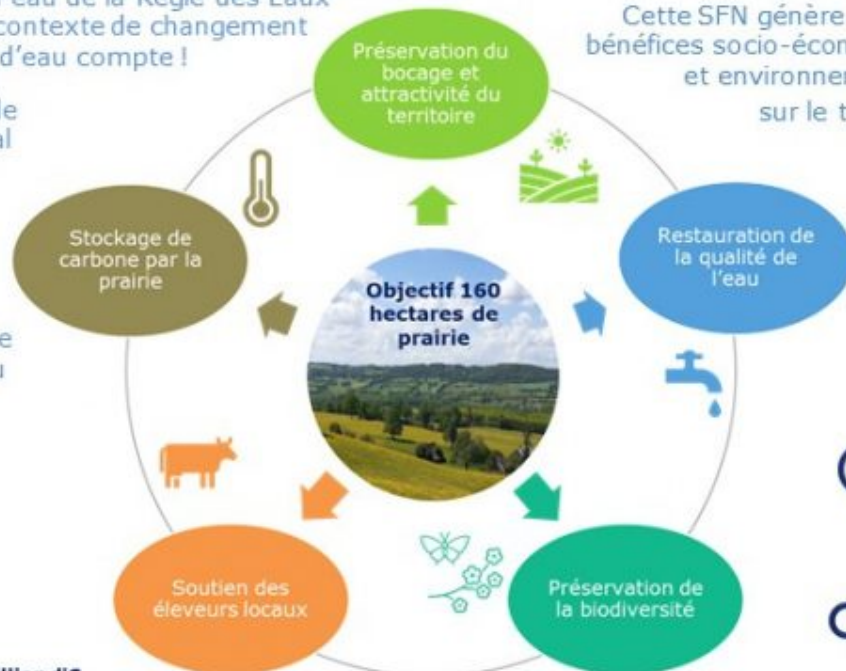 eau de la Régie des Eaux
contexte de changement
d'eau compte !
Cette SFN génère
bénéfices socio-écon
et environnem
sur le t
Préservation du
bocage et
attractivité du
territoire
Stockage de
carbone par la
prairie
Restauration de
la qualité de
l'eau
Objectif 160
hectares de
prairie
Soutien des
éleveurs locaux
Préservation de
la biodiversité